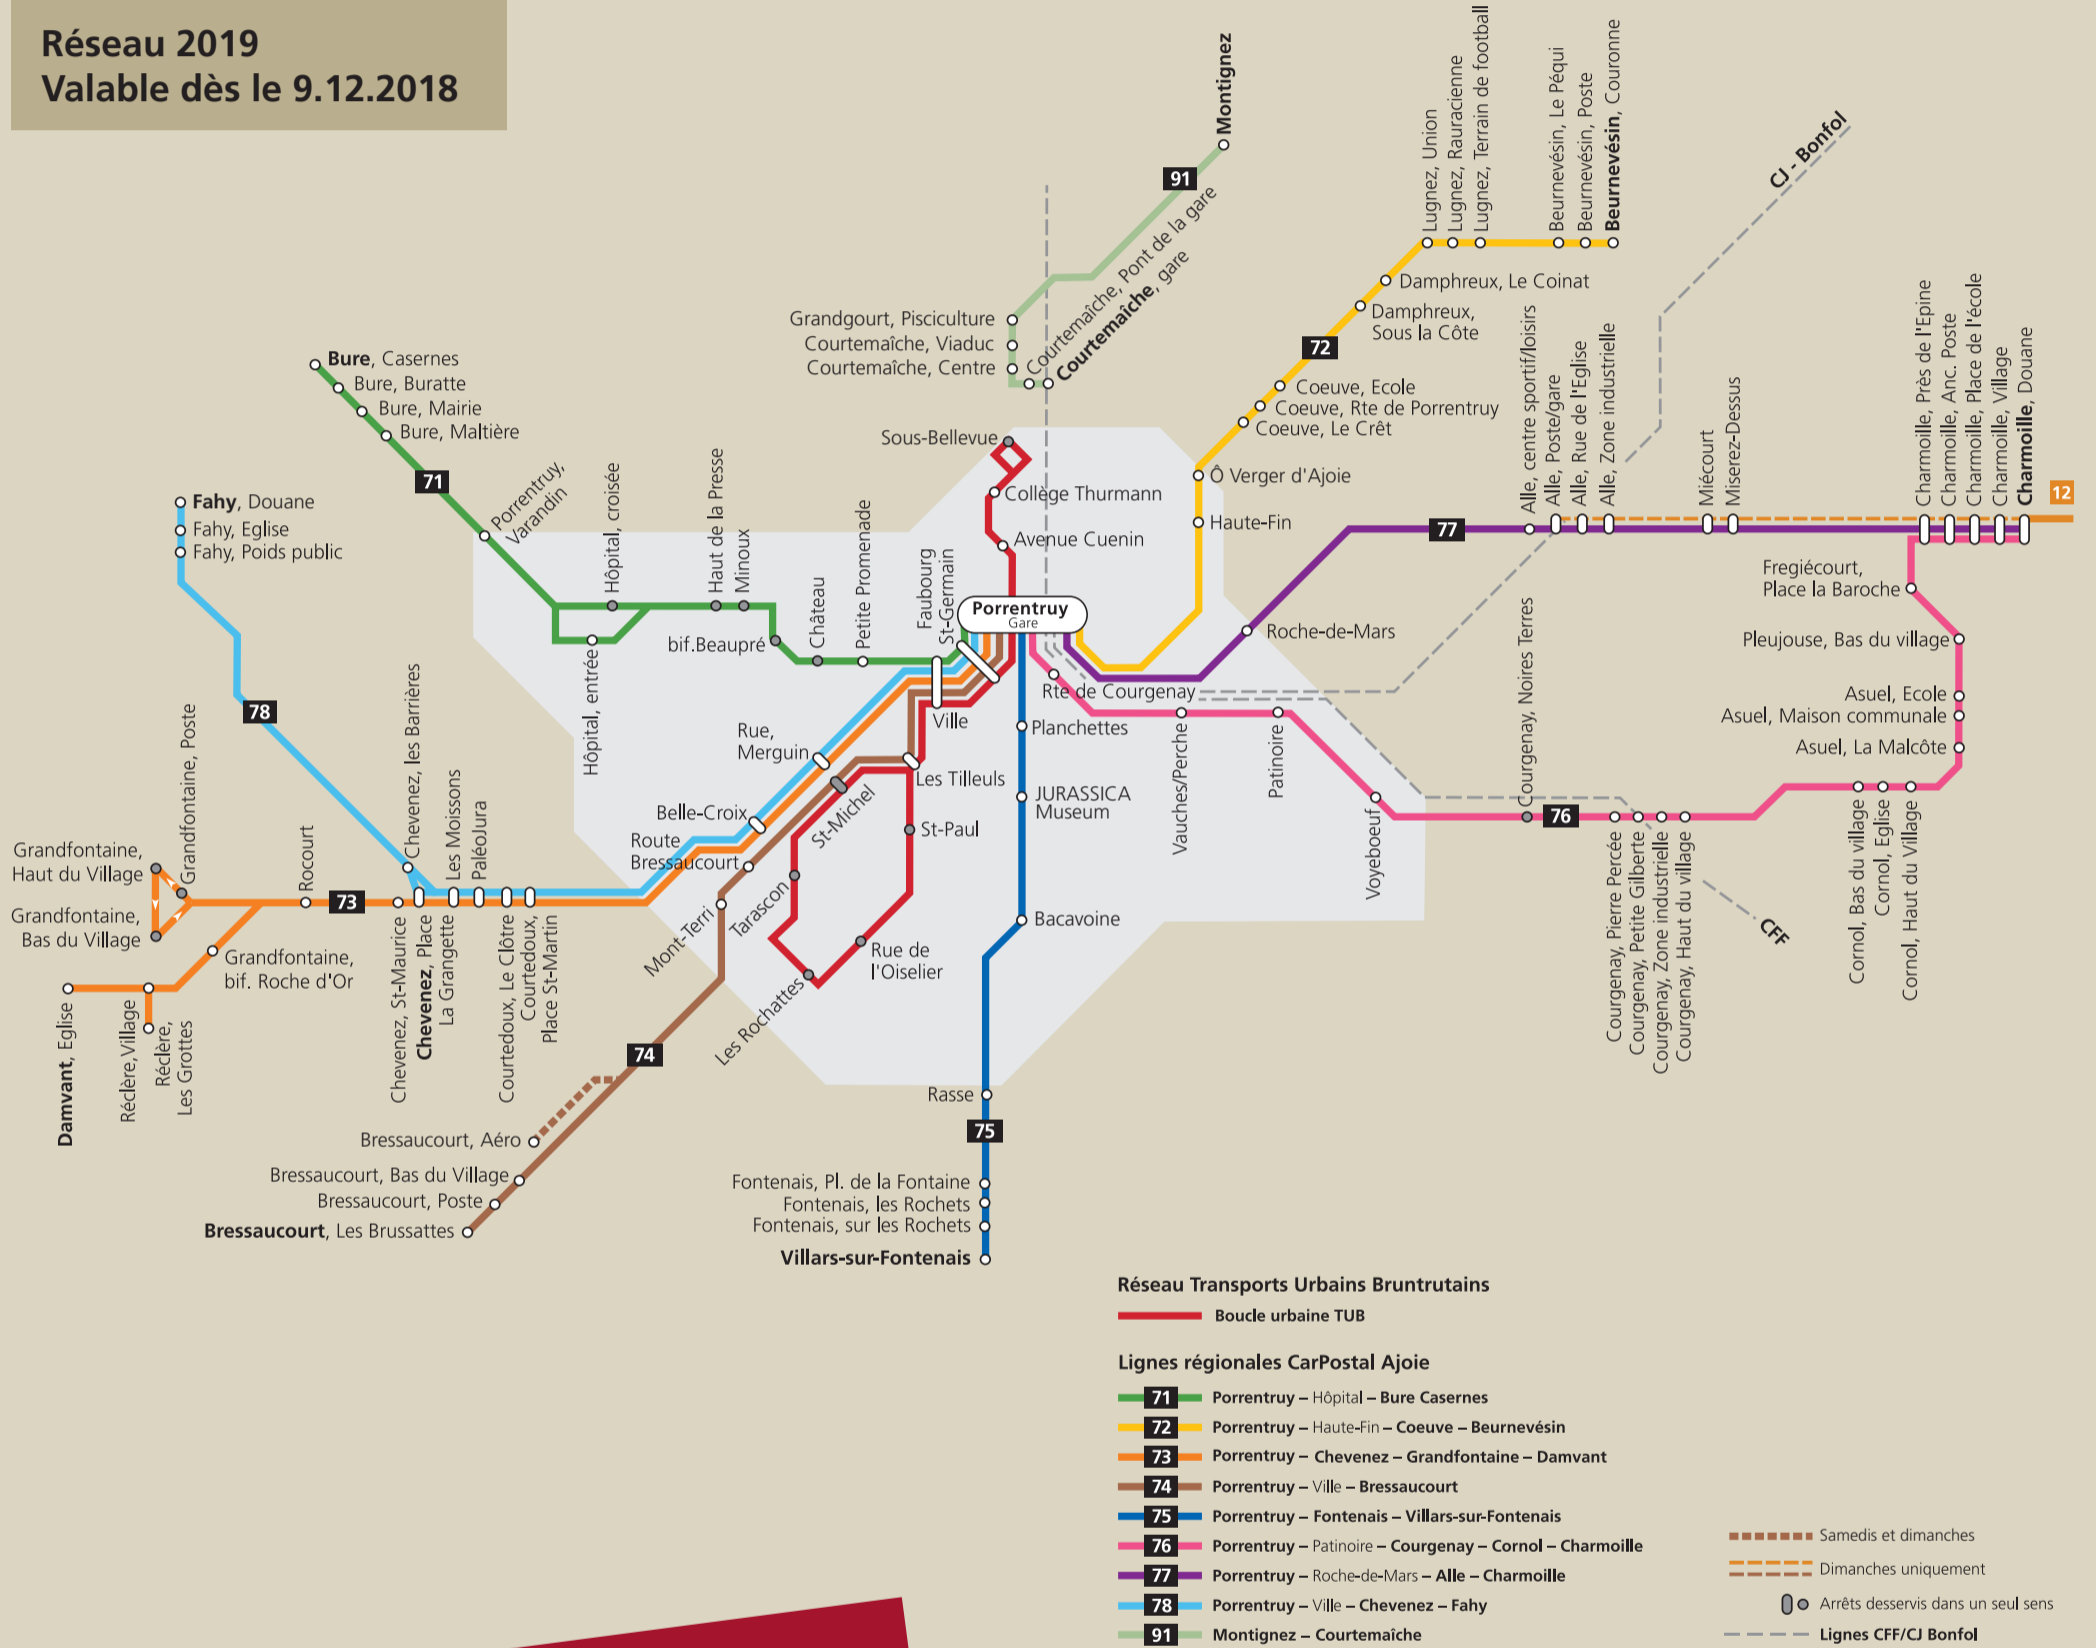 Réseau 2019
Valable dès le 9.12.2018
Montignez
91
Courtemaîche, Pont de la gare
Courtemaîche, gare
Grandgourt, Pisciculture
Courtemaîche, Viaduc
Courtemaîche, Centre
Lugnez, Union
Lugnez, Rauracienne
Lugnez, Terrain de football
Beurnevésin, Le Péqui
Beurnevésin, Poste
Beurnevésin, Couronne
Damphreux, Le Coinat
Damphreux,
Sous la Côte
72
Coeuve, Ecole
Coeuve, Rte de Porrentruy
Coeuve, Le Crêt
Ô Verger d'Ajoie
Haute-Fin
CJ - Bonfol
Bure, Casernes
Bure, Buratte
Bure, Mairie
Bure, Maltière
71
Porrentruy,
Varandin
Hôpital, croisée
Hôpital, entrée
Haut de la Presse
Minoux
bif.Beaupré
Château
Petite Promenade
Faubourg
St-Germain
Sous-Bellevue
Collège Thurmann
Avenue Cuenin
Porrentruy
Gare
Fahy, Douane
Fahy, Eglise
Fahy, Poids public
78
Alle, centre sportif/loisirs
Alle, Poste/gare
Alle, Rue de l'Eglise
Alle, Zone industrielle
Miécourt
Miserez-Dessus
Charmoille, Près de l'Epine
Charmoille, Anc. Poste
Charmoille, Place de l'école
Charmoille, Village
Charmoille, Douane
12
77
Roche-de-Mars
Fregiécourt,
Place la Baroche
Pleujouse, Bas du village
Asuel, Ecole
Asuel, Maison communale
Asuel, La Malcôte
Rte de Courgenay
Vauches/Perche
Patinoire
Voyeboeuf
Courgenay, Noires Terres
76
Courgenay, Pierre Percée
Courgenay, Petite Gilberte
Courgenay, Zone industrielle
Courgenay, Haut du village
Cornol, Bas du village
Cornol, Eglise
Cornol, Haut du Village
CFF
Ville
Les Tilleuls
Rue,
Merguin
Belle-Croix
Route
Bressaucourt
St-Michel
St-Paul
Tarascon
Mont-Terri
Rue de
l'Oiselier
Les Rochattes
Planchettes
JURASSICA
Museum
Bacavoine
Rasse
75
Fontenais, Pl. de la Fontaine
Fontenais, les Rochets
Fontenais, sur les Rochets
Villars-sur-Fontenais
Grandfontaine,
Haut du Village
Grandfontaine, Poste
Grandfontaine,
Bas du Village
Grandfontaine,
bif. Roche d'Or
Rocourt
73
Chevenez, les Barrières
Les Moissons
PaléoJura
Chevenez, St-Maurice
Chevenez, Place
La Grangette
Courtedoux, Le Clôtre
Courtedoux,
Place St-Martin
Damvant, Eglise
Réclère,Village
Réclère,
Les Grottes
74
Bressaucourt, Aéro
Bressaucourt, Bas du Village
Bressaucourt, Poste
Bressaucourt, Les Brussattes
Réseau Transports Urbains Bruntrutains
Boucle urbaine TUB
Lignes régionales CarPostal Ajoie
71 Porrentruy – Hôpital – Bure Casernes
72 Porrentruy – Haute-Fin – Coeuve – Beurnevésin
73 Porrentruy – Chevenez – Grandfontaine – Damvant
74 Porrentruy – Ville – Bressaucourt
75 Porrentruy – Fontenais – Villars-sur-Fontenais
76 Porrentruy – Patinoire – Courgenay – Cornol – Charmoille
77 Porrentruy – Roche-de-Mars – Alle – Charmoille
78 Porrentruy – Ville – Chevenez – Fahy
91 Montignez – Courtemaîche
Samedis et dimanches
Dimanches uniquement
Arrêts desservis dans un seul sens
Lignes CFF/CJ Bonfol